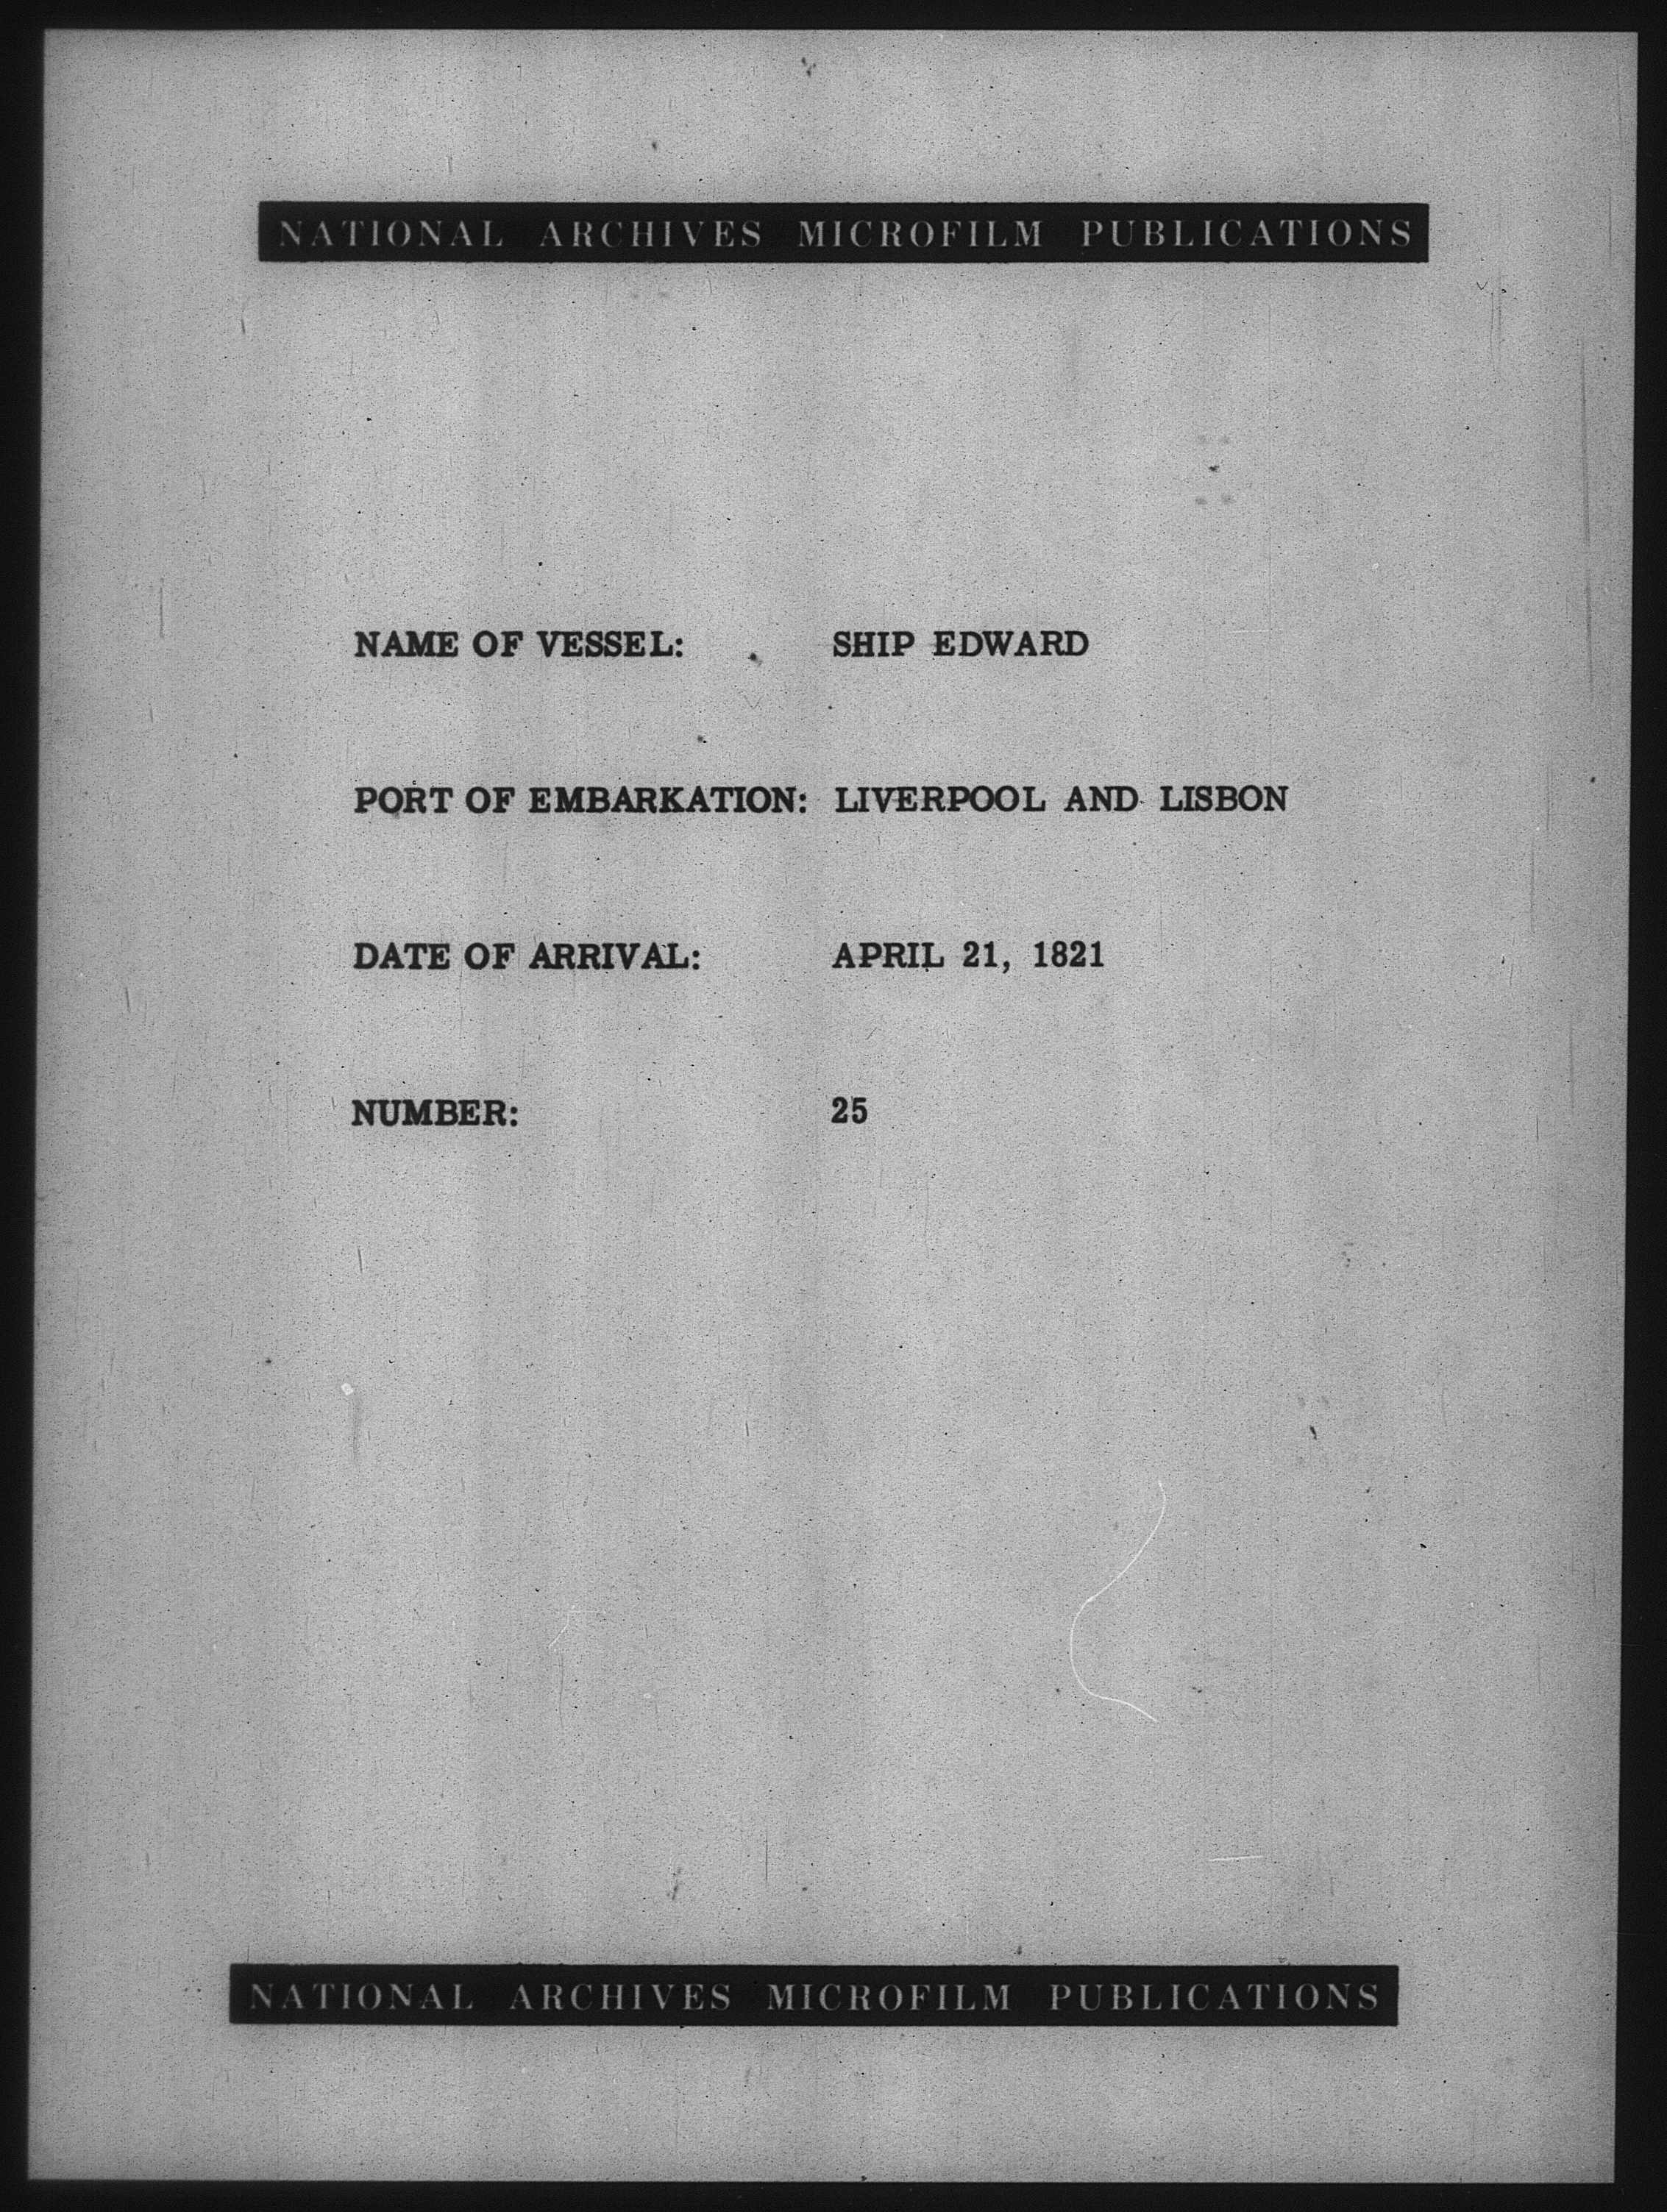 NATIONAL ARCHIVES MICROFILM PUBLICATIONS
NAME OF VESSEL: SHIP EDWARD
PORT OF EMBARKATION: LIVERPOOL AND LISBON
DATE OF ARRIVAL: APRIL 21, 1821
NUMBER: 25
NATIONAL ARCHIVES MICROFILM PUBLICATIONS